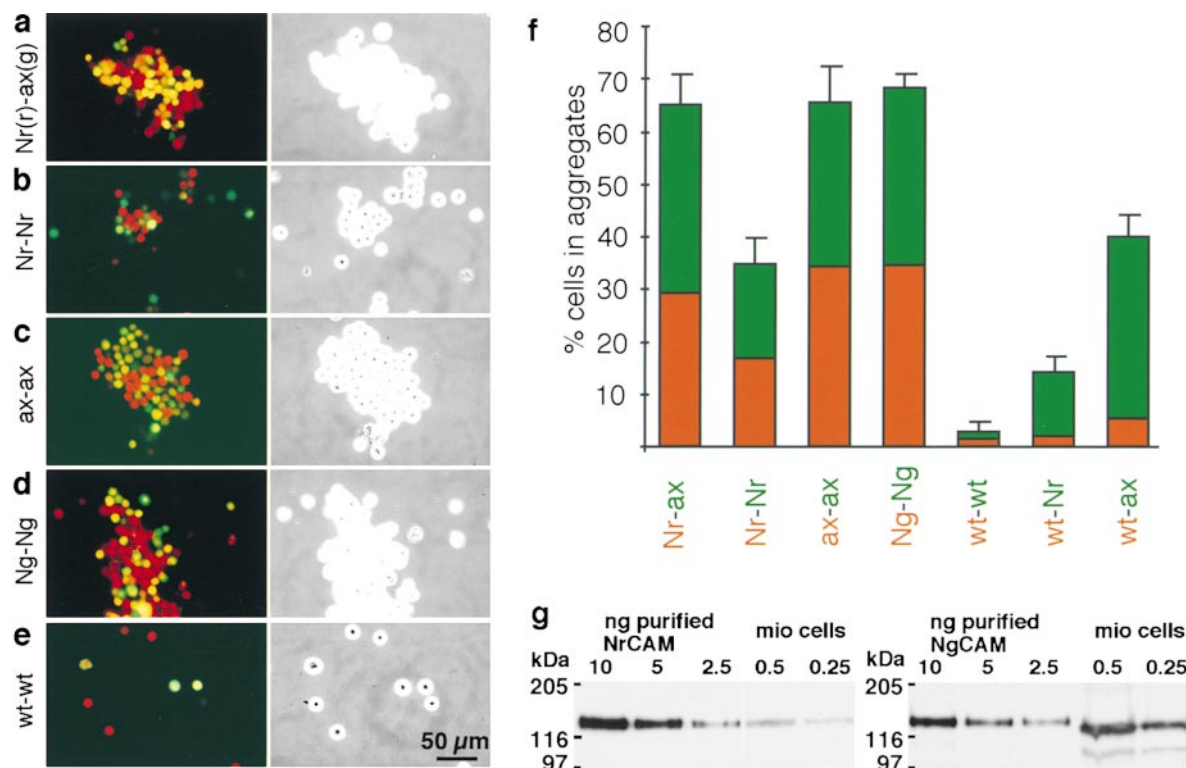 a
Nr(r)-ax(g)
b
Nr-Nr
c
ax-ax
d
Ng-Ng
e
wt-wt
50 µm
f
% cells in aggregates
80
70
60
50
40
30
20
10
Nr-ax
Nr-Nr
ax-ax
Ng-Ng
wt-wt
wt-Nr
wt-ax
g
ng purified NrCAM
mio cells
kDa 10 5 2.5 0.5 0.25
205
116
97
ng purified NgCAM
mio cells
kDa 10 5 2.5 0.5 0.25
205
116
97